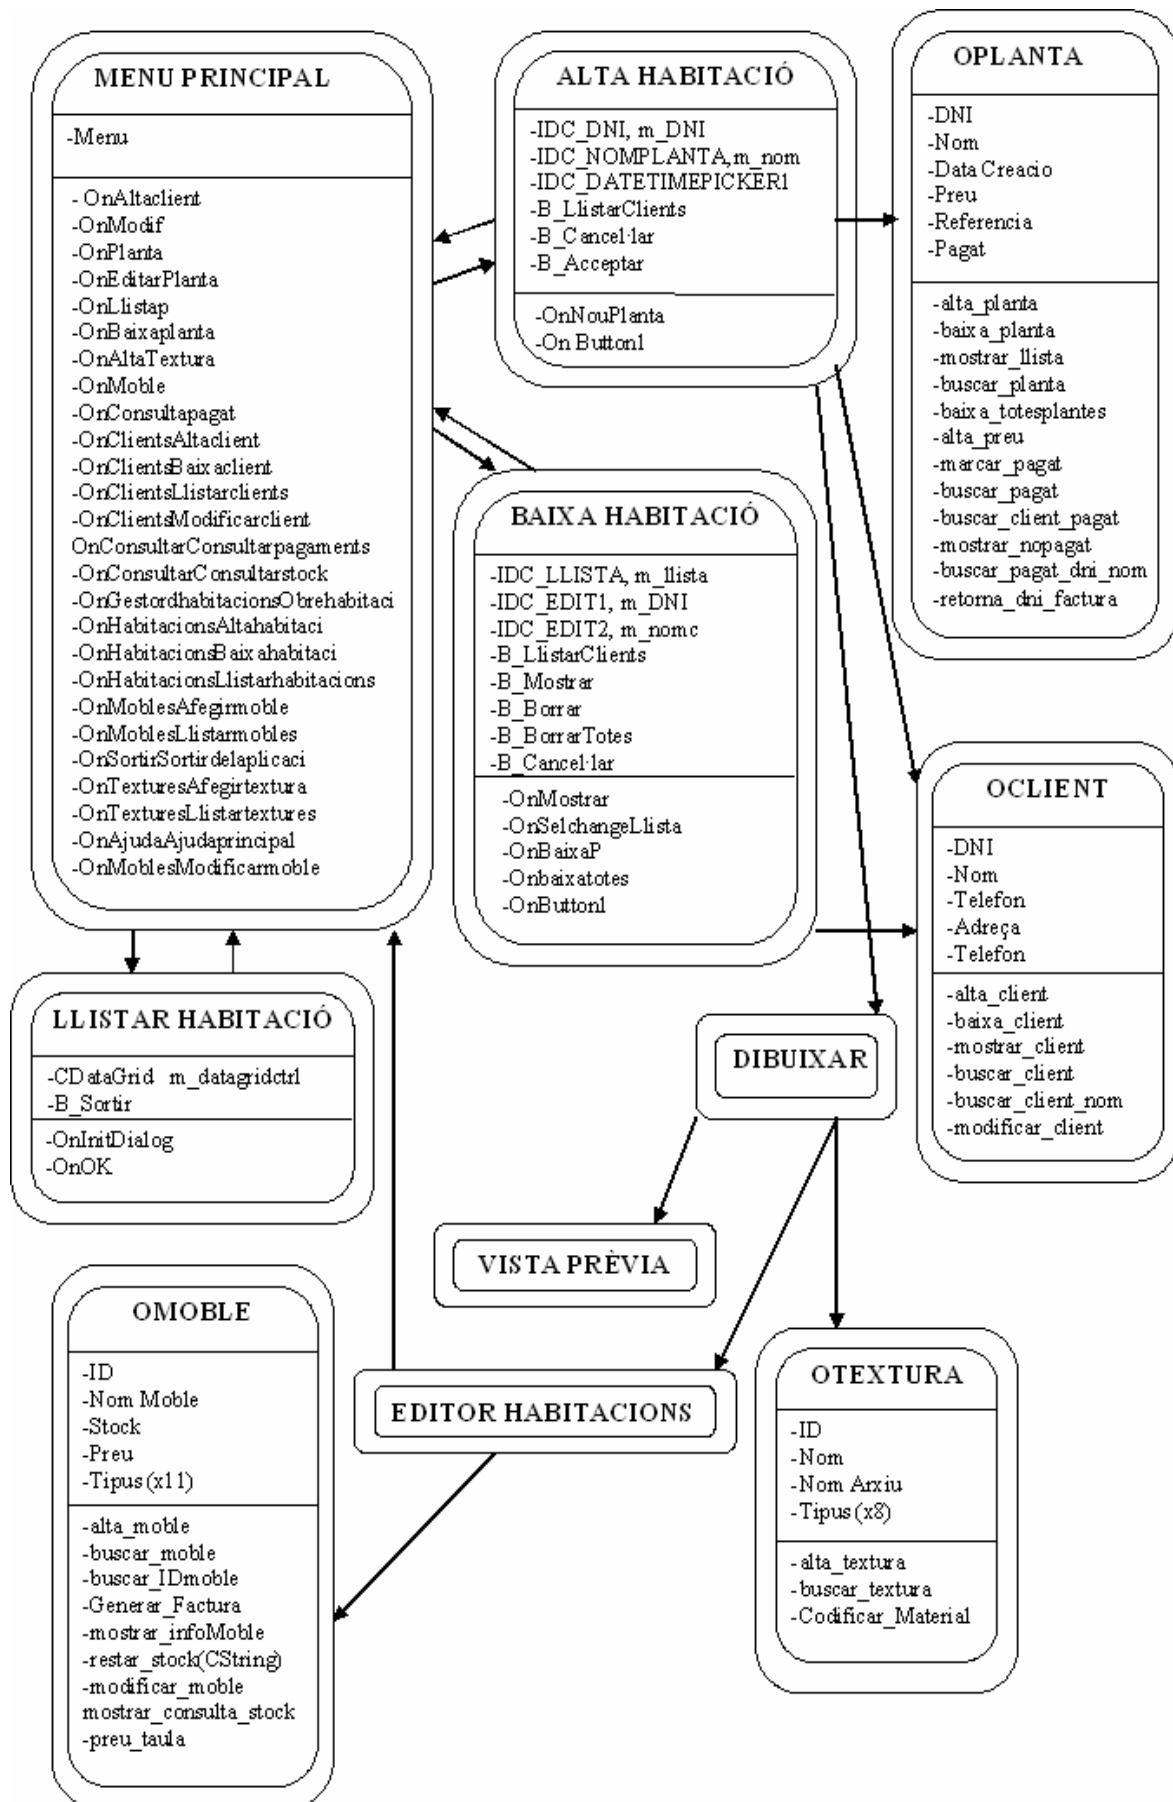 MENU PRINCIPAL
-Menu
- OnAltaclient
-OnModif
-OnPlanta
-OnEditarPlanta
-OnLlistap
-OnBaixaplanta
-OnAltaTextura
-OnMoble
-OnConsultapagat
-OnClientsAltaclient
-OnClientsBaixaclient
-OnClientsLlistarclients
-OnClientsModificarclient
OnConsultarConsultarpagaments
-OnConsultarConsultarstock
-OnGestordhabitacionsObrehabitaci
-OnHabitacionsAltahabitaci
-OnHabitacionsBaixahabitaci
-OnHabitacionsLlistarhabitacions
-OnMoblesAfegirmoble
-OnMoblesLlistarmobles
-OnSortirSortirdelaplicaci
-OnTexturesAfegirtextura
-OnTexturesLlistartextures
-OnAjudaAjudaprincipal
-OnMoblesModificarmoble
ALTA HABITACIÓ
-IDC_DNI, m_DNI
-IDC_NOMPLANTA,m_nom
-IDC_DATETIMEPICKER1
-B_LlistarClients
-B_Cancel·lar
-B_Acceptar
-OnNouPlanta
-On Button1
OPLANTA
-DNI
-Nom
-Data Creacio
-Preu
-Referencia
-Pagat
-alta_planta
-baixa_planta
-mostrar_llista
-buscar_planta
-baixa_totesplantes
-alta_preu
-marcar_pagat
-buscar_pagat
-buscar_client_pagat
-mostrar_nopagat
-buscar_pagat_dni_nom
-retorna_dni_factura
BAIXA HABITACIÓ
-IDC_LLISTA, m_llista
-IDC_EDIT1, m_DNI
-IDC_EDIT2, m_nomc
-B_LlistarClients
-B_Mostrar
-B_Borrar
-B_BorrarTotes
-B_Cancel·lar
-OnMostrar
-OnSelchangeLlista
-OnBaixaP
-Onbaixatotes
-OnButton1
OCLIENT
-DNI
-Nom
-Telefon
-Adreça
-Telefon
-alta_client
-baixa_client
-mostrar_client
-buscar_client
-buscar_client_nom
-modificar_client
LLISTAR HABITACIÓ
-CDataGrid m_datagridctrl
-B_Sortir
-OnInitDialog
-OnOK
DIBUIXAR
VISTA PRÈVIA
EDITOR HABITACIONS
OMOBLE
-ID
-Nom Moble
-Stock
-Preu
-Tipus (x11)
-alta_moble
-buscar_moble
-buscar_IDmoble
-Generar_Factura
-mostrar_infoMoble
-restar_stock(CString)
-modificar_moble
mostrar_consulta_stock
-preu_taula
OTEXTURA
-ID
-Nom
-Nom Arxiu
-Tipus (x8)
-alta_textura
-buscar_textura
-Codificar_Material